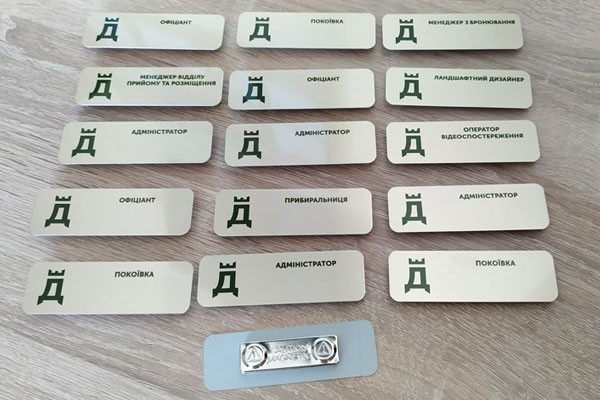 Д ОФІЦІАНТ
Д ПОКОЇВКА
Д МЕНЕДЖЕР З БРОНЮВАННЯ
Д МЕНЕДЖЕР ВІДДІЛУ
ПРИЙОМУ ТА РОЗМІЩЕННЯ
Д ОФІЦІАНТ
Д ЛАНДШАФТНИЙ ДИЗАЙНЕР
Д АДМІНІСТРАТОР
Д АДМІНІСТРАТОР
Д ОПЕРАТОР
ВІДЕОСПОСТЕРЕЖЕННЯ
Д ОФІЦІАНТ
Д ПРИБИРАЛЬНИЦЯ
Д АДМІНІСТРАТОР
Д ПОКОЇВКА
Д АДМІНІСТРАТОР
Д ПОКОЇВКА